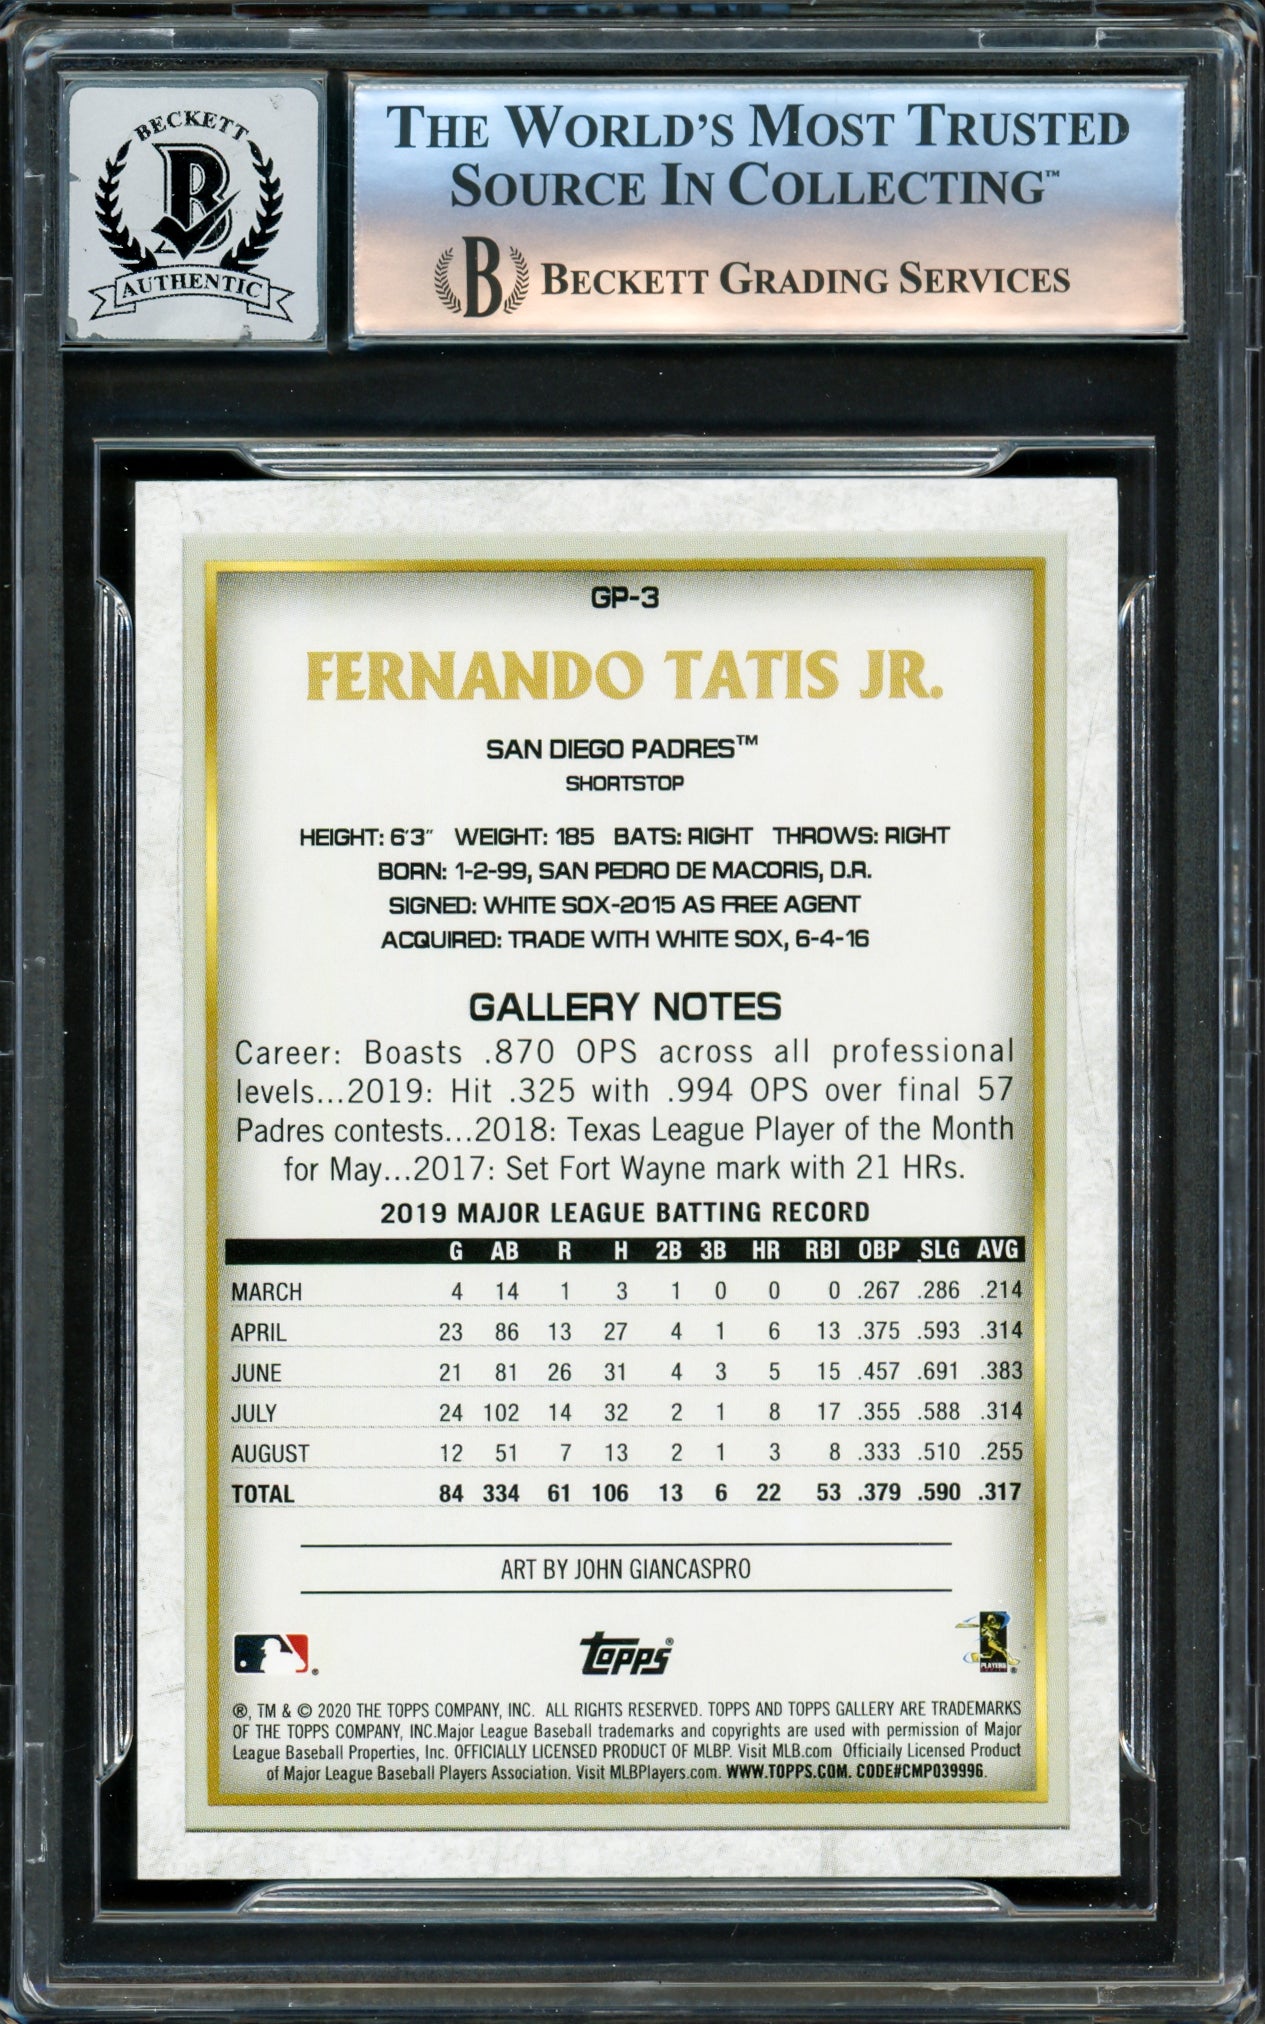 BECKETT
B
AUTHENTIC
THE WORLD'S MOST TRUSTED
SOURCE IN COLLECTING™
B BECKETT GRADING SERVICES
GP-3
FERNANDO TATIS JR.
SAN DIEGO PADRES™
SHORTSTOP
HEIGHT: 6'3" WEIGHT: 185 BATS: RIGHT THROWS: RIGHT
BORN: 1-2-99, SAN PEDRO DE MACORIS, D.R.
SIGNED: WHITE SOX-2015 AS FREE AGENT
ACQUIRED: TRADE WITH WHITE SOX, 6-4-16
GALLERY NOTES
Career: Boasts .870 OPS across all professional
levels...2019: Hit .325 with .994 OPS over final 57
Padres contests...2018: Texas League Player of the Month
for May...2017: Set Fort Wayne mark with 21 HRs.
2019 MAJOR LEAGUE BATTING RECORD
G AB R H 2B 3B HR RBI OBP SLG AVG
MARCH 4 14 1 3 1 0 0 0 .267 .286 .214
APRIL 23 86 13 27 4 1 6 13 .375 .593 .314
JUNE 21 81 26 31 4 3 5 15 .457 .691 .383
JULY 24 102 14 32 2 1 8 17 .355 .588 .314
AUGUST 12 51 7 13 2 1 3 8 .333 .510 .255
TOTAL 84 334 61 106 13 6 22 53 .379 .590 .317
ART BY JOHN GIANCASPRO
® topps® PLAYERS ®
®, TM & © 2020 THE TOPPS COMPANY, INC. ALL RIGHTS RESERVED. TOPPS AND TOPPS GALLERY ARE TRADEMARKS
OF THE TOPPS COMPANY, INC.Major League Baseball trademarks and copyrights are used with permission of Major
League Baseball Properties, Inc. OFFICIALLY LICENSED PRODUCT OF MLBP. Visit MLB.com Officially Licensed Product
of Major League Baseball Players Association. Visit MLBPlayers.com. WWW.TOPPS.COM. CODE#CMP039996.